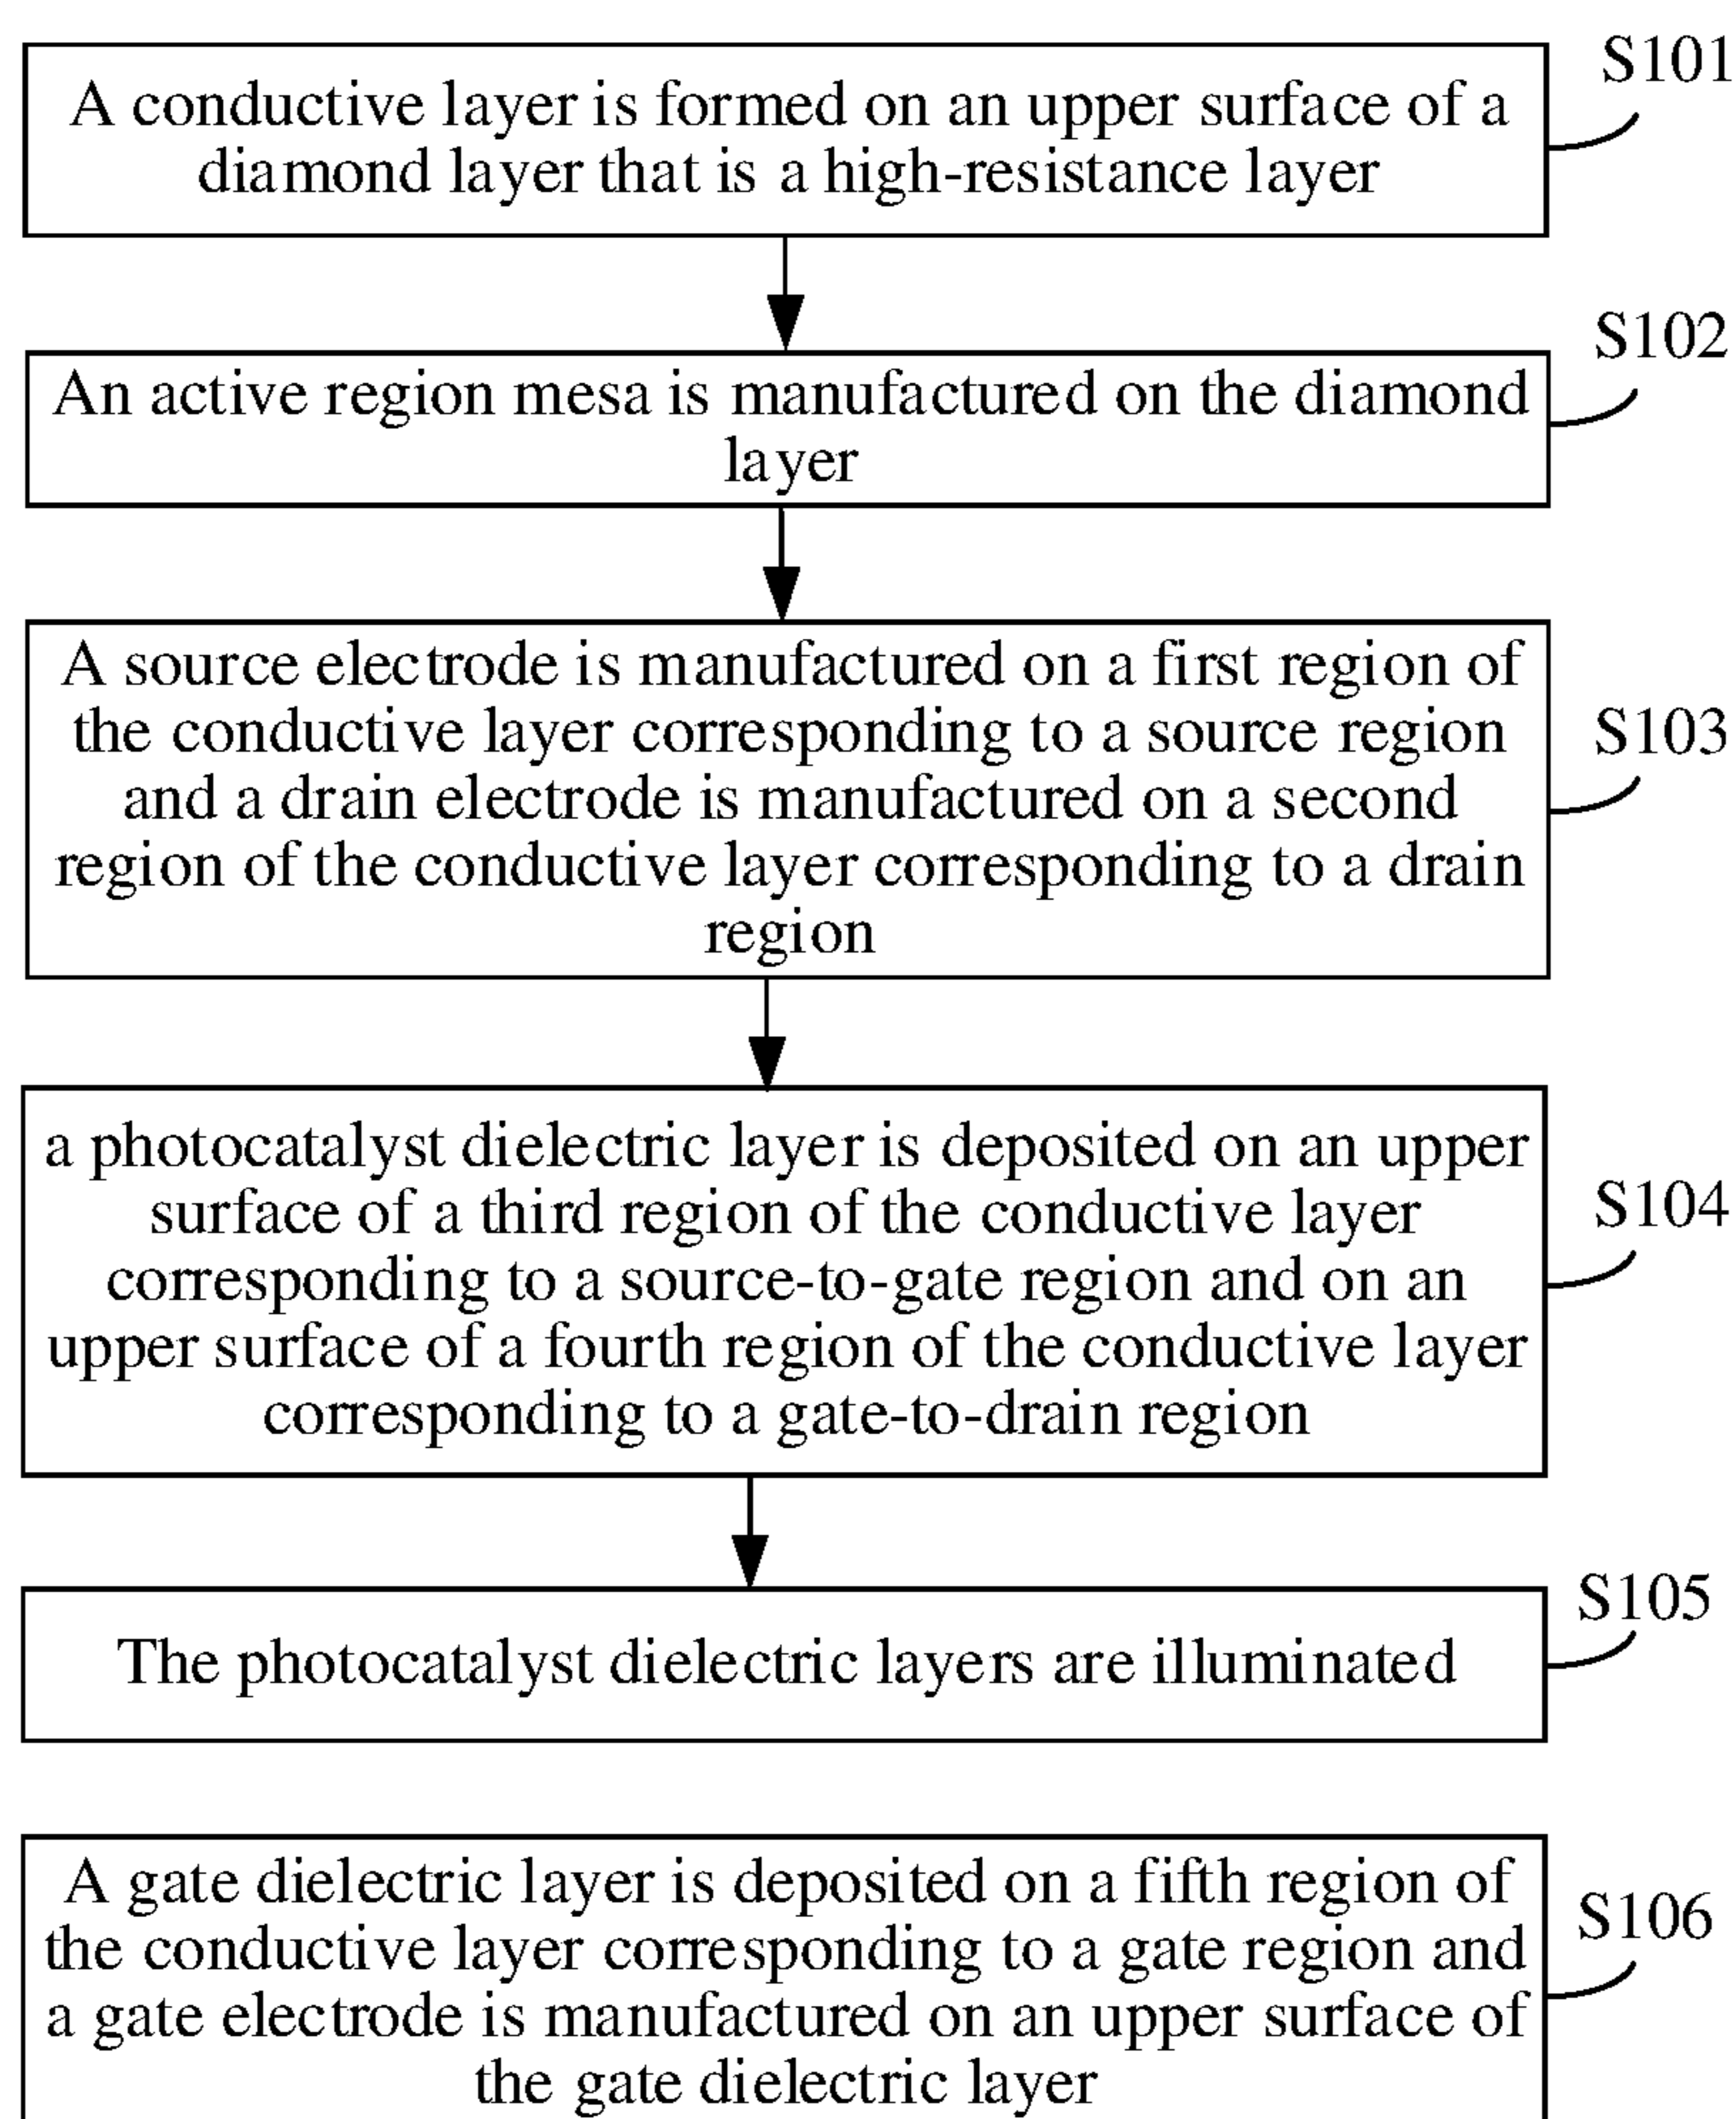 S101
A conductive layer is formed on an upper surface of a
diamond layer that is a high-resistance layer
S102
An active region mesa is manufactured on the diamond
layer
A source electrode is manufactured on a first region of
the conductive layer corresponding to a source region
and a drain electrode is manufactured on a second
region of the conductive layer corresponding to a drain
region
S103
a photocatalyst dielectric layer is deposited on an upper
surface of a third region of the conductive layer
corresponding to a source-to-gate region and on an
upper surface of a fourth region of the conductive layer
corresponding to a gate-to-drain region
S104
S105
The photocatalyst dielectric layers are illuminated
A gate dielectric layer is deposited on a fifth region of
the conductive layer corresponding to a gate region and
a gate electrode is manufactured on an upper surface of
the gate dielectric layer
S106